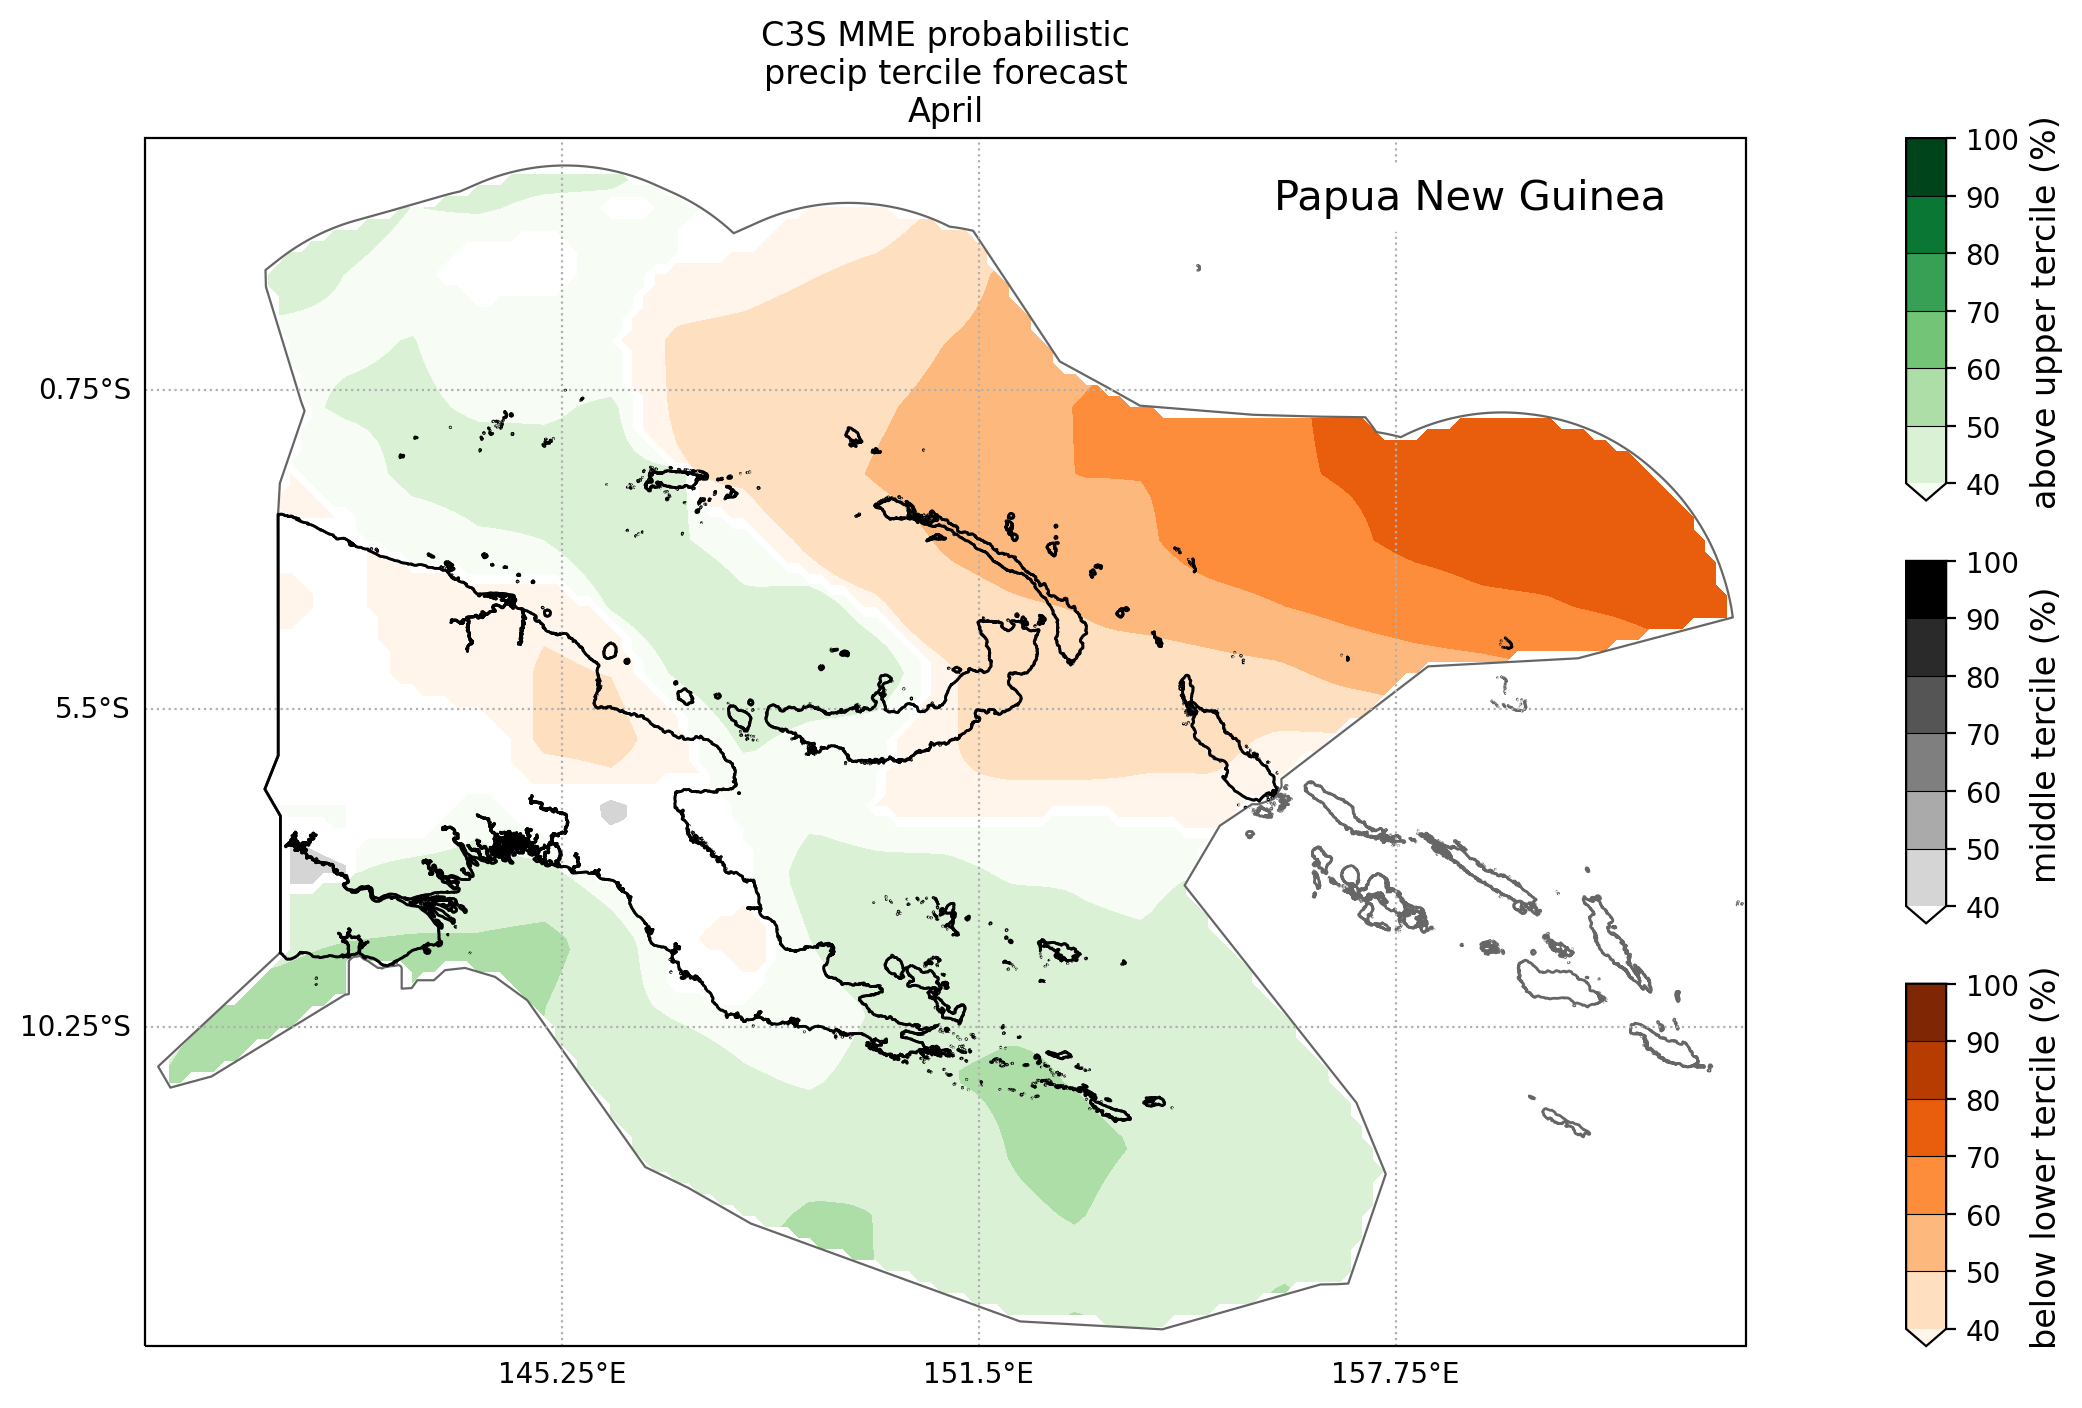 C3S MME probabilistic
precip tercile forecast
April
Papua New Guinea
0.75°S
5.5°S
10.25°S
145.25°E
151.5°E
157.75°E
100
90
80
70
60
50
40
above upper tercile (%)
100
90
80
70
60
50
40
middle tercile (%)
100
90
80
70
60
50
40
below lower tercile (%)